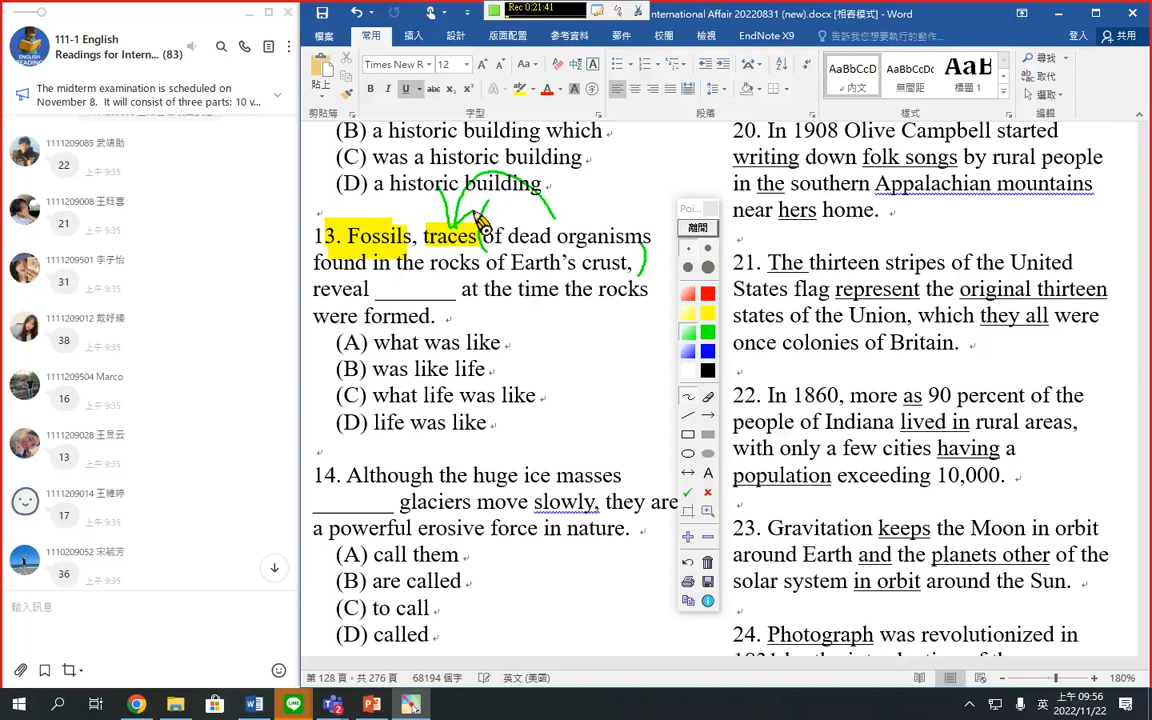 Rec 0:21:41
nternational Affair 20220831 (new).docx [相容模式] - Word
檔案
常用
插入
設計
版面配置
參考資料
郵件
校閱
檢視
EndNote X9
告訴我您想執行的動作...
登入
共用
貼上
剪貼簿
Times New R
12
字型
段落
AaBbCcD
AaBbCcDc
AaBb
內文
無間距
標題 1
樣式
尋找
取代
選取
編輯
111-1 English
Readings for Intern... (83)
The midterm examination is scheduled on
November 8. It will consist of three parts: 10 v...
1111209085 武靖勛
22
上午 9:35
1111209008 王鈺喜
21
上午 9:35
1111209501 李子怡
31
上午 9:35
1111209012 戴妤臻
38
上午 9:35
1111209504 Marco
16
上午 9:35
1111209028 王昱云
13
上午 9:35
1111209014 王維婷
17
上午 9:35
1110209052 宋毓芳
36
上午 9:35
輸入訊息
(B) a historic building which
(C) was a historic building
(D) a historic building
13. Fossils, traces of dead organisms
found in the rocks of Earth's crust,
reveal _______ at the time the rocks
were formed.
(A) what was like
(B) was like life
(C) what life was like
(D) life was like
14. Although the huge ice masses
_______ glaciers move slowly, they are
a powerful erosive force in nature.
(A) call them
(B) are called
(C) to call
(D) called
Poi...
離開
A
20. In 1908 Olive Campbell started
writing down folk songs by rural people
in the southern Appalachian mountains
near hers home.
21. The thirteen stripes of the United
States flag represent the original thirteen
states of the Union, which they all were
once colonies of Britain.
22. In 1860, more as 90 percent of the
people of Indiana lived in rural areas,
with only a few cities having a
population exceeding 10,000.
23. Gravitation keeps the Moon in orbit
around Earth and the planets other of the
solar system in orbit around the Sun.
24. Photograph was revolutionized in
第 128 頁，共 276 頁
68194 個字
英文 (美國)
180%
英
上午 09:56
2022/11/22